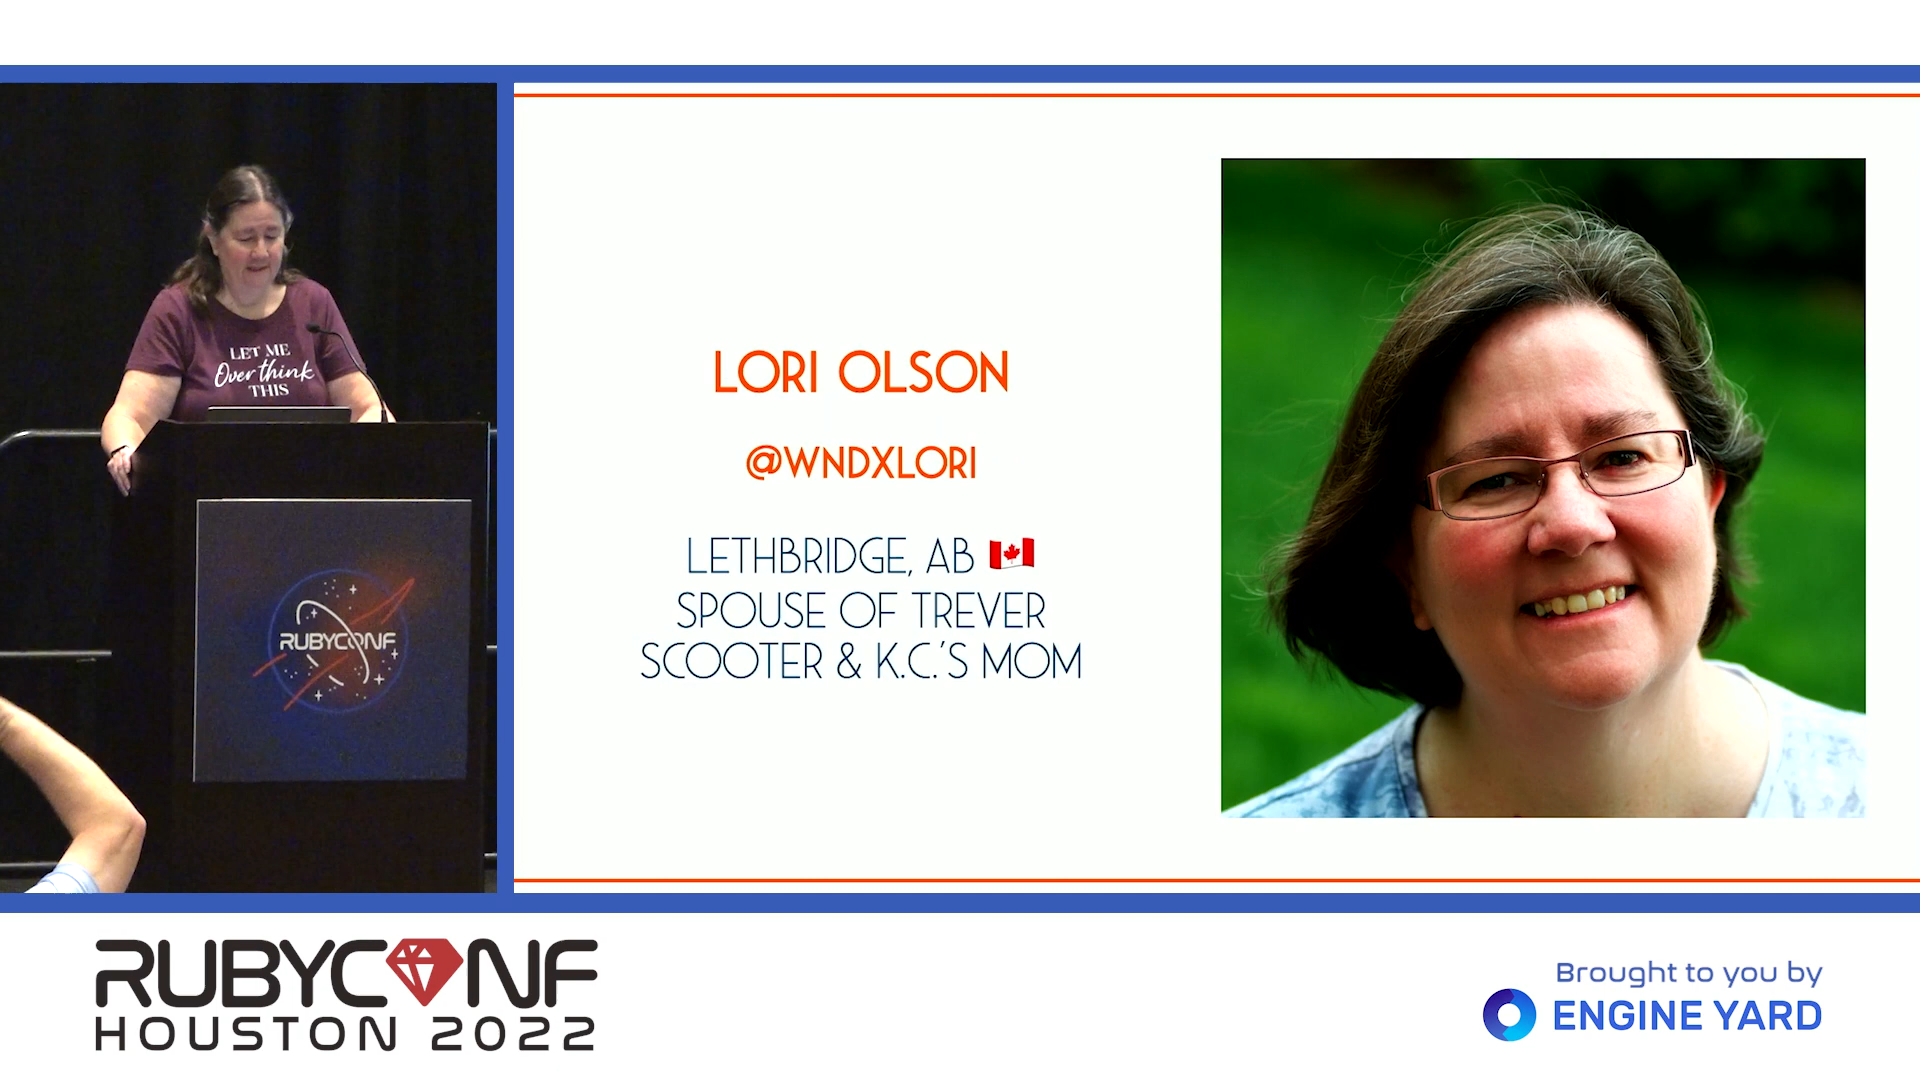 LET ME
Over think
THIS
RUBYCONF
LORI OLSON
@WNDXLORI
LETHBRIDGE, AB
SPOUSE OF TREVER
SCOOTER & K.C.'S MOM
RUBYCONF
HOUSTON 2022
Brought to you by
ENGINE YARD